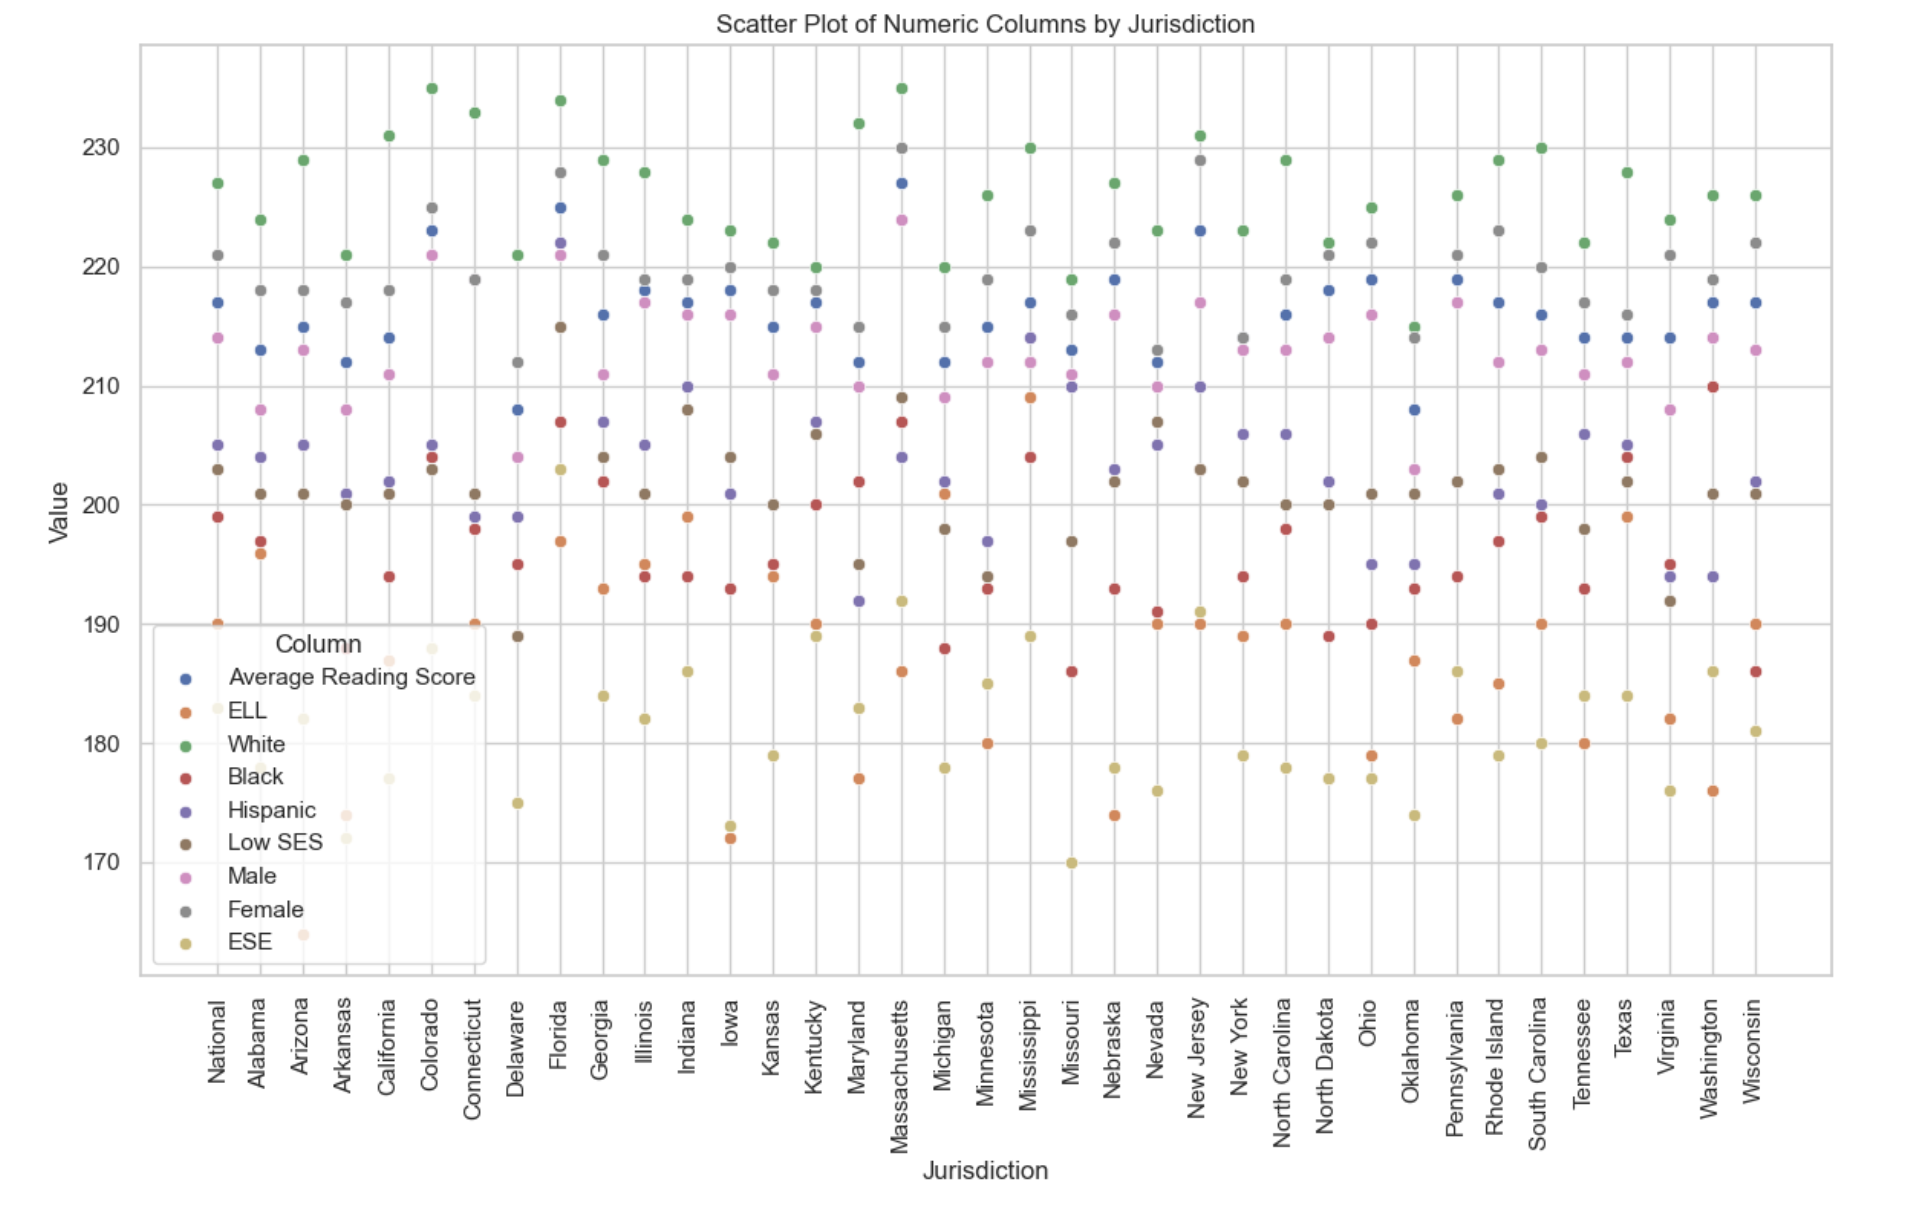 Scatter Plot of Numeric Columns by Jurisdiction
230
220
210
200
190
180
170
Value
Column
Average Reading Score
ELL
White
Black
Hispanic
Low SES
Male
Female
ESE
National
Alabama
Arizona
Arkansas
California
Colorado
Connecticut
Delaware
Florida
Georgia
Illinois
Indiana
Iowa
Kansas
Kentucky
Maryland
Massachusetts
Michigan
Minnesota
Mississippi
Missouri
Nebraska
Nevada
New Jersey
New York
North Carolina
North Dakota
Ohio
Oklahoma
Pennsylvania
Rhode Island
South Carolina
Tennessee
Texas
Virginia
Washington
Wisconsin
Jurisdiction